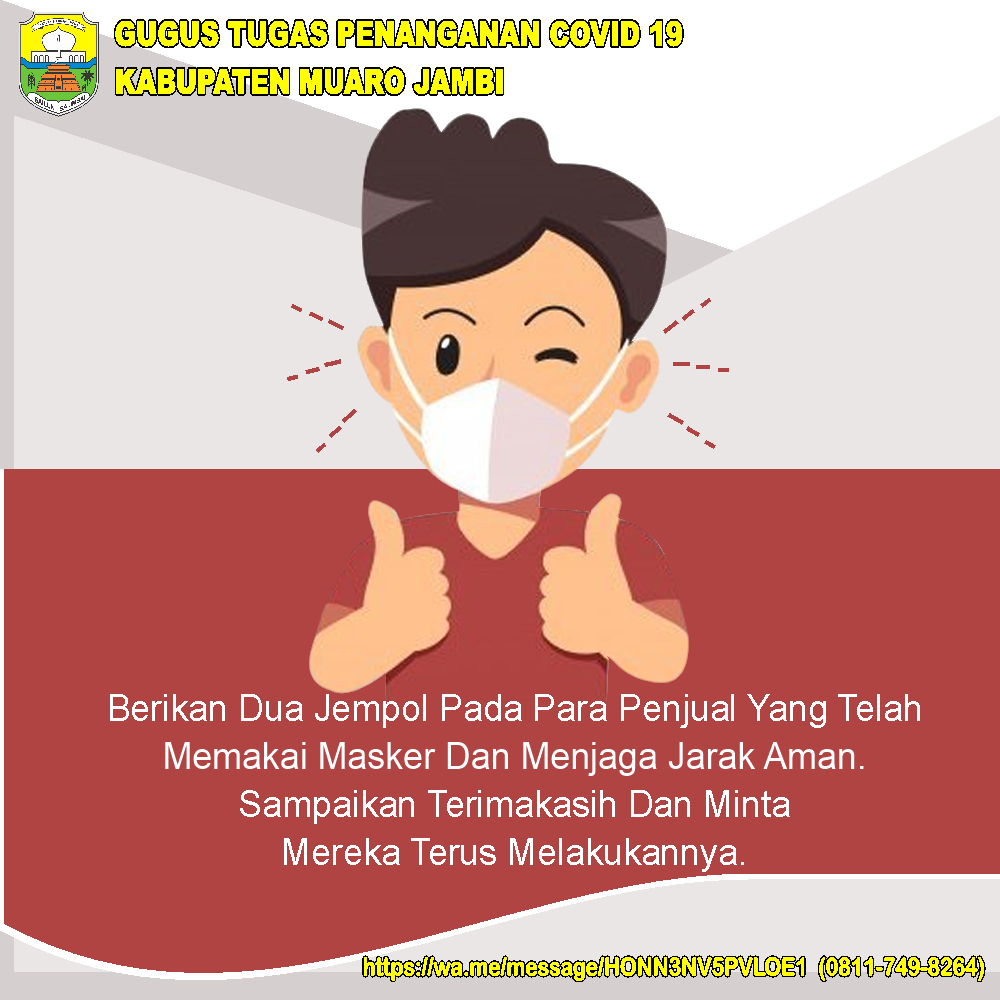 GUGUS TUGAS PENANGANAN COVID 19
KABUPATEN MUARO JAMBI
Berikan Dua Jempol Pada Para Penjual Yang Telah
Memakai Masker Dan Menjaga Jarak Aman.
Sampaikan Terimakasih Dan Minta
Mereka Terus Melakukannya.
https://wa.me/message/HONN3NV5PVLOE1 (0811-749-8264)